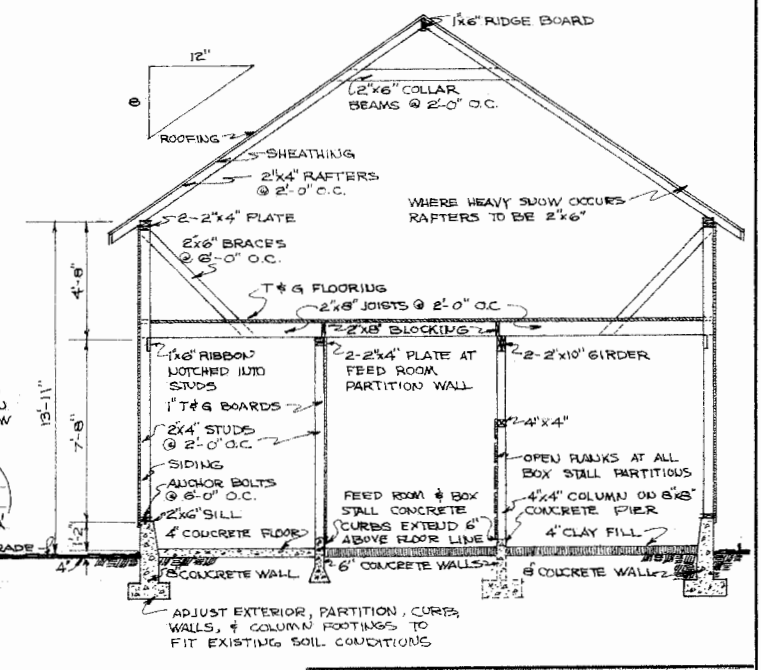 1"x6" RIDGE BOARD
12"
8
2"x6" COLLAR
BEAMS @ 2'-0" O.C.
ROOFING
SHEATHING
2"x4" RAFTERS
@ 2'-0" O.C.
WHERE HEAVY SNOW OCCURS
RAFTERS TO BE 2"x6"
2-2"x4" PLATE
2"x6" BRACES
@ 6'-0" O.C.
T & G FLOORING
2"x8" JOISTS @ 2'-0" O.C.
2"x8" BLOCKING
4'-8"
13'-11"
7'-8"
1'-2"
1"x6" RIBBON
NOTCHED INTO
STUDS
2-2"x4" PLATE AT
FEED ROOM
PARTITION WALL
2-2"x10" GIRDER
1" T&G BOARDS
2"x4" STUDS
@ 2'-0" O.C.
4"x4"
SIDING
OPEN PLANKS AT ALL
BOX STALL PARTITIONS
ANCHOR BOLTS
@ 6'-0" O.C.
2"x6" SILL
4" CONCRETE FLOOR
FEED ROOM & BOX
STALL CONCRETE
CURBS EXTEND 6"
ABOVE FLOOR LINE
4"x4" COLUMN ON 8"x8"
CONCRETE PIER
4" CLAY FILL
4"
8" CONCRETE WALL
6" CONCRETE WALLS
8" CONCRETE WALL
ADJUST EXTERIOR, PARTITION, CURB,
WALLS, & COLUMN FOOTINGS TO
FIT EXISTING SOIL CONDITIONS